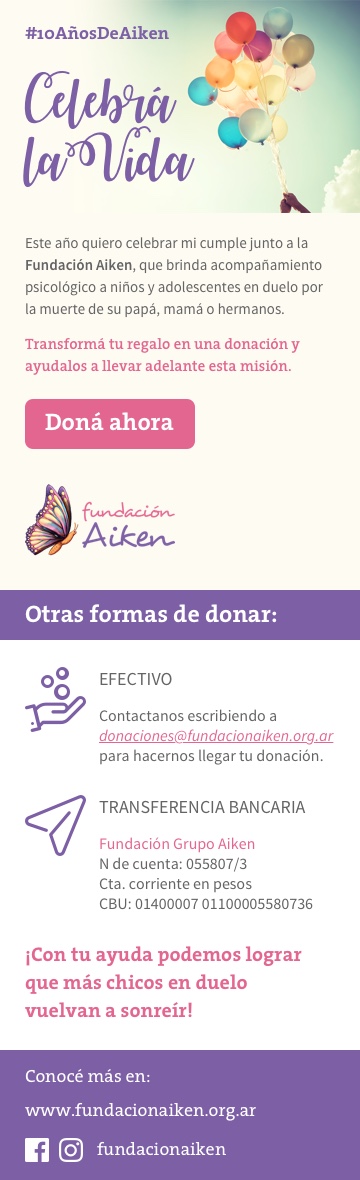 #10AñosDeAiken
Celebrá
la Vida
Este año quiero celebrar mi cumple junto a la
Fundación Aiken, que brinda acompañamiento
psicológico a niños y adolescentes en duelo por
la muerte de su papá, mamá o hermanos.
Transformá tu regalo en una donación y
ayudalos a llevar adelante esta misión.
Doná ahora
fundación
Aiken
Otras formas de donar:
EFECTIVO
Contactanos escribiendo a
donaciones@fundacionaiken.org.ar
para hacernos llegar tu donación.
TRANSFERENCIA BANCARIA
Fundación Grupo Aiken
N de cuenta: 055807/3
Cta. corriente en pesos
CBU: 01400007 01100005580736
¡Con tu ayuda podemos lograr
que más chicos en duelo
vuelvan a sonreír!
Conocé más en:
www.fundacionaiken.org.ar
fundacionaiken